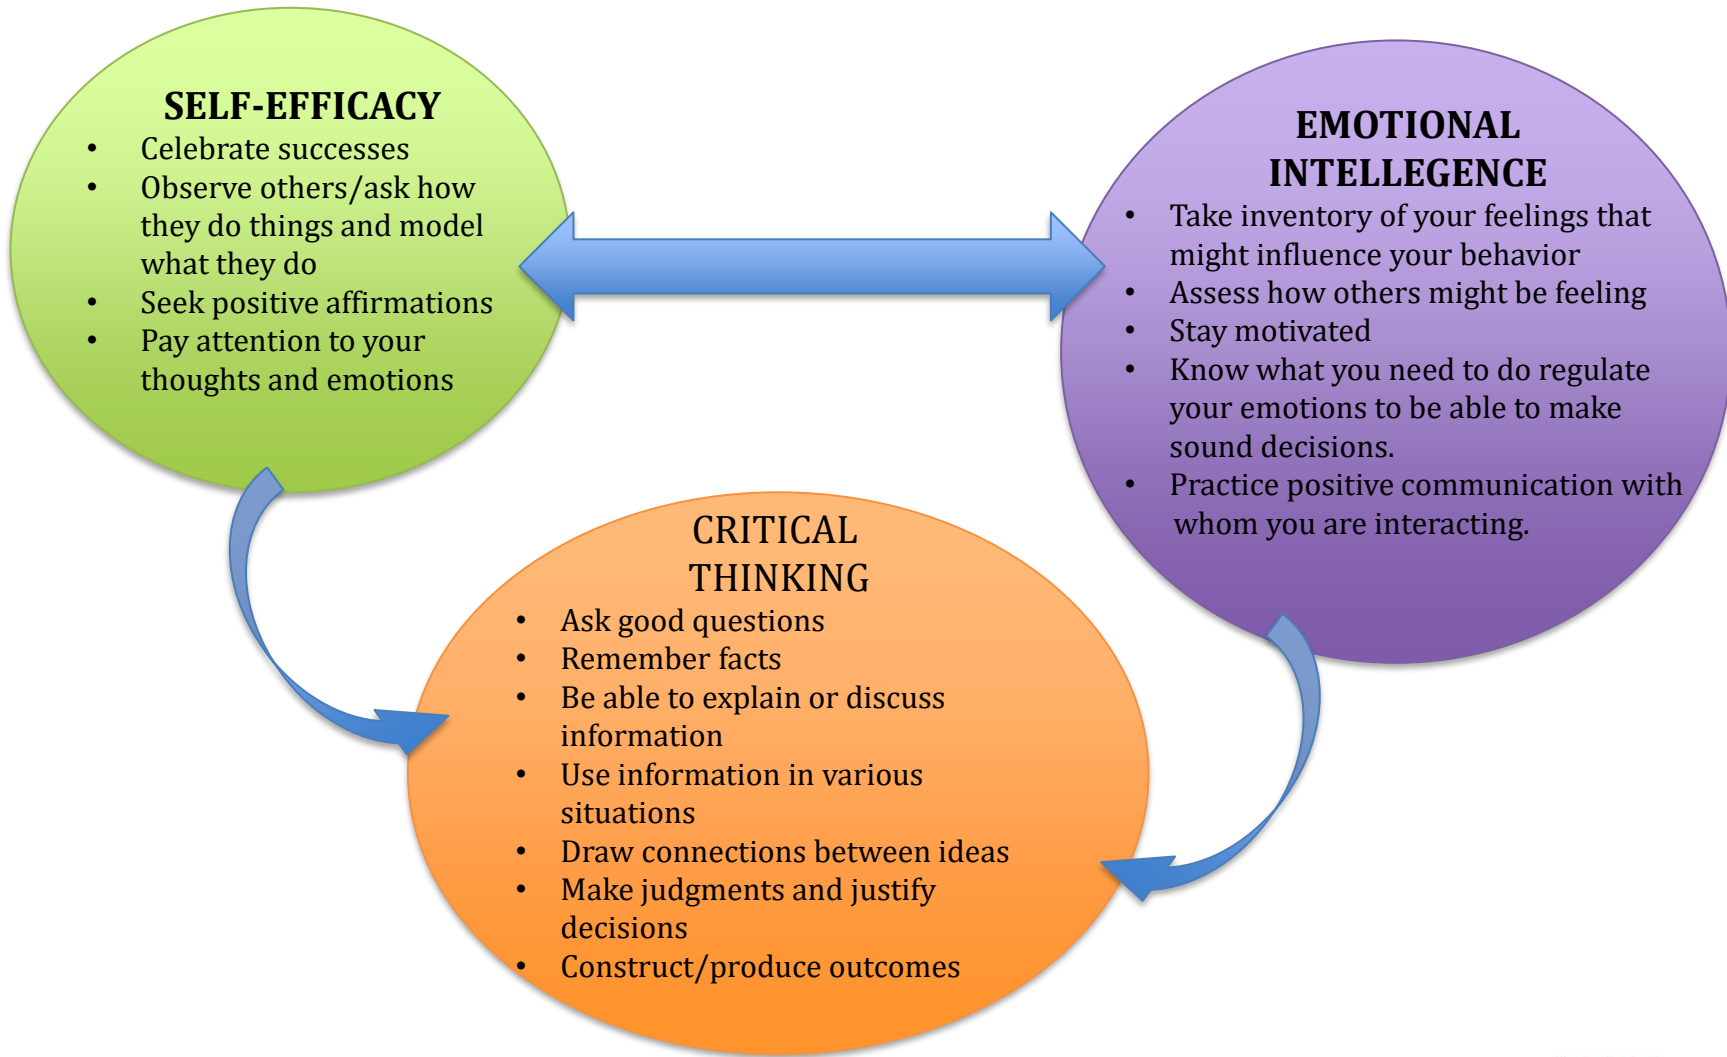 SELF-EFFICACY
• Celebrate successes
• Observe others/ask how
they do things and model
what they do
• Seek positive affirmations
• Pay attention to your
thoughts and emotions
EMOTIONAL
INTELLEGENCE
• Take inventory of your feelings that
might influence your behavior
• Assess how others might be feeling
• Stay motivated
• Know what you need to do regulate
your emotions to be able to make
sound decisions.
• Practice positive communication with
whom you are interacting.
CRITICAL
THINKING
• Ask good questions
• Remember facts
• Be able to explain or discuss
information
• Use information in various
situations
• Draw connections between ideas
• Make judgments and justify
decisions
• Construct/produce outcomes